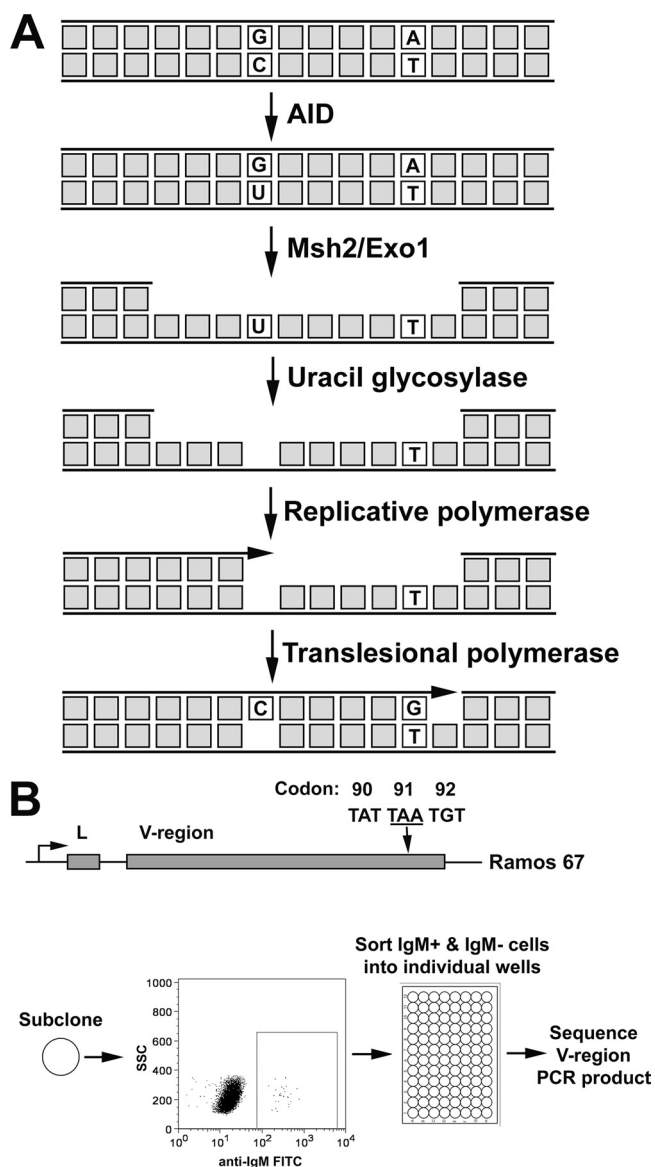 A
G A
C T
AID
G A
U T
Msh2/Exo1
U T
Uracil glycosylase
T
Replicative polymerase
T
Translesional polymerase
C G
T
B
Codon: 90 91 92
TAT TAA TGT
L V-region
Ramos 67
Sort IgM+ & IgM- cells
into individual wells
Subclone
SSC
1000
800
600
400
200
0
10^0 10^1 10^2 10^3 10^4
anti-IgM FITC
Sequence
V-region
PCR product